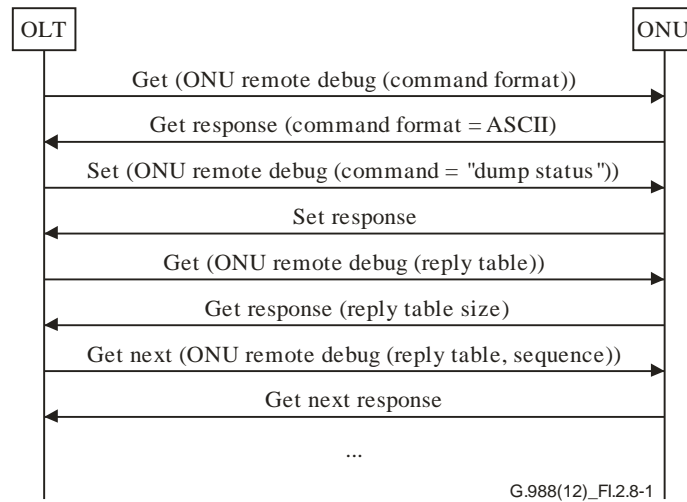 OLT
ONU
Get (ONU remote debug (command format))
Get response (command format = ASCII)
Set (ONU remote debug (command = "dump status"))
Set response
Get (ONU remote debug (reply table))
Get response (reply table size)
Get next (ONU remote debug (reply table, sequence))
Get next response
...
G.988(12)_FI.2.8-1